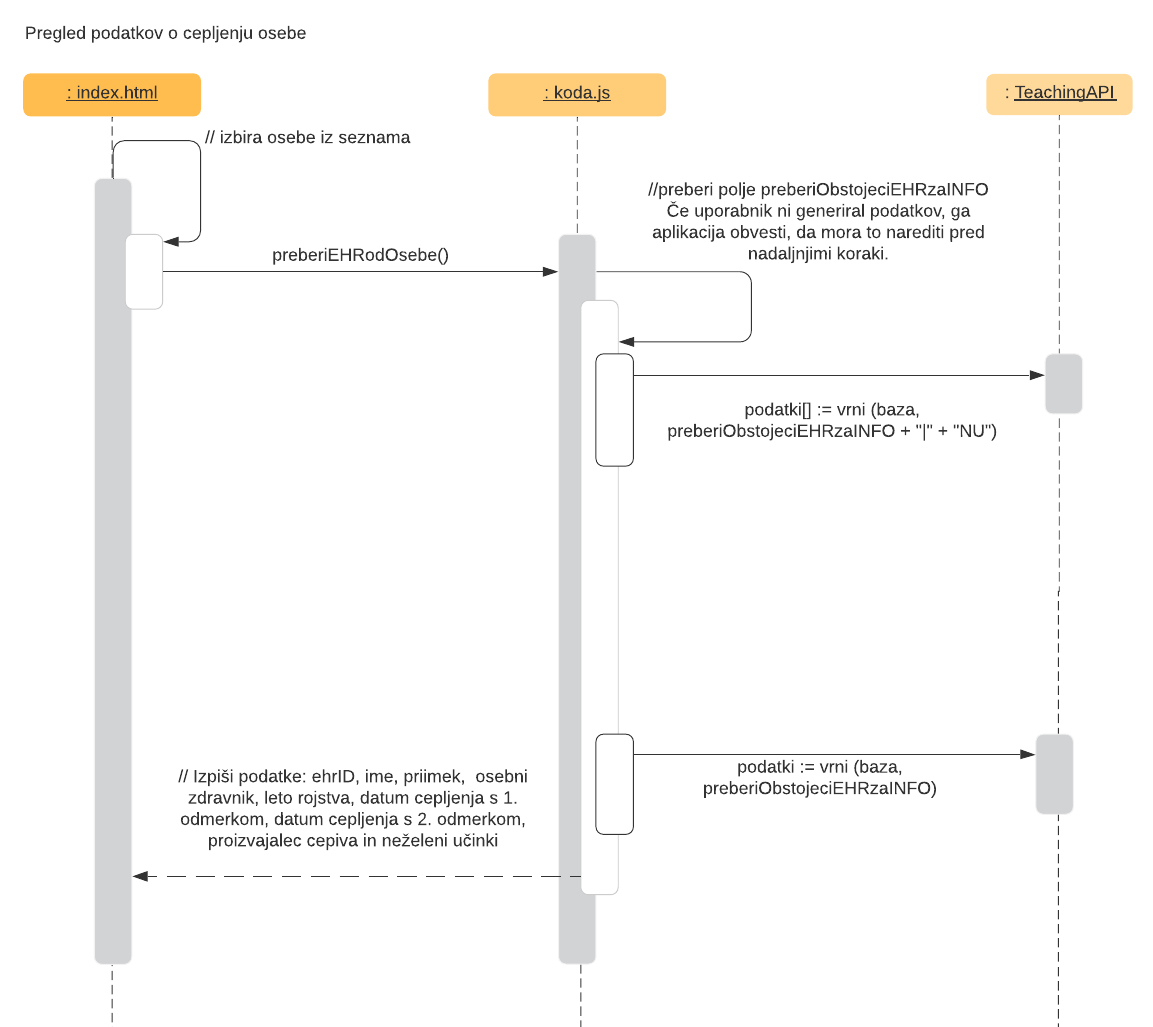 Pregled podatkov o cepljenju osebe
: index.html
: koda.js
: TeachingAPI
// izbira osebe iz seznama
//preberi polje preberiObstojeciEHRzaINFO
Če uporabnik ni generiral podatkov, ga
aplikacija obvesti, da mora to narediti pred
nadaljnjimi koraki.
preberiEHRodOsebe()
podatki[] := vrni (baza,
preberiObstojeciEHRzaINFO + "|" + "NU")
podatki := vrni (baza,
preberiObstojeciEHRzaINFO)
// Izpiši podatke: ehrID, ime, priimek, osebni
zdravnik, leto rojstva, datum cepljenja s 1.
odmerkom, datum cepljenja s 2. odmerkom,
proizvajalec cepiva in neželeni učinki